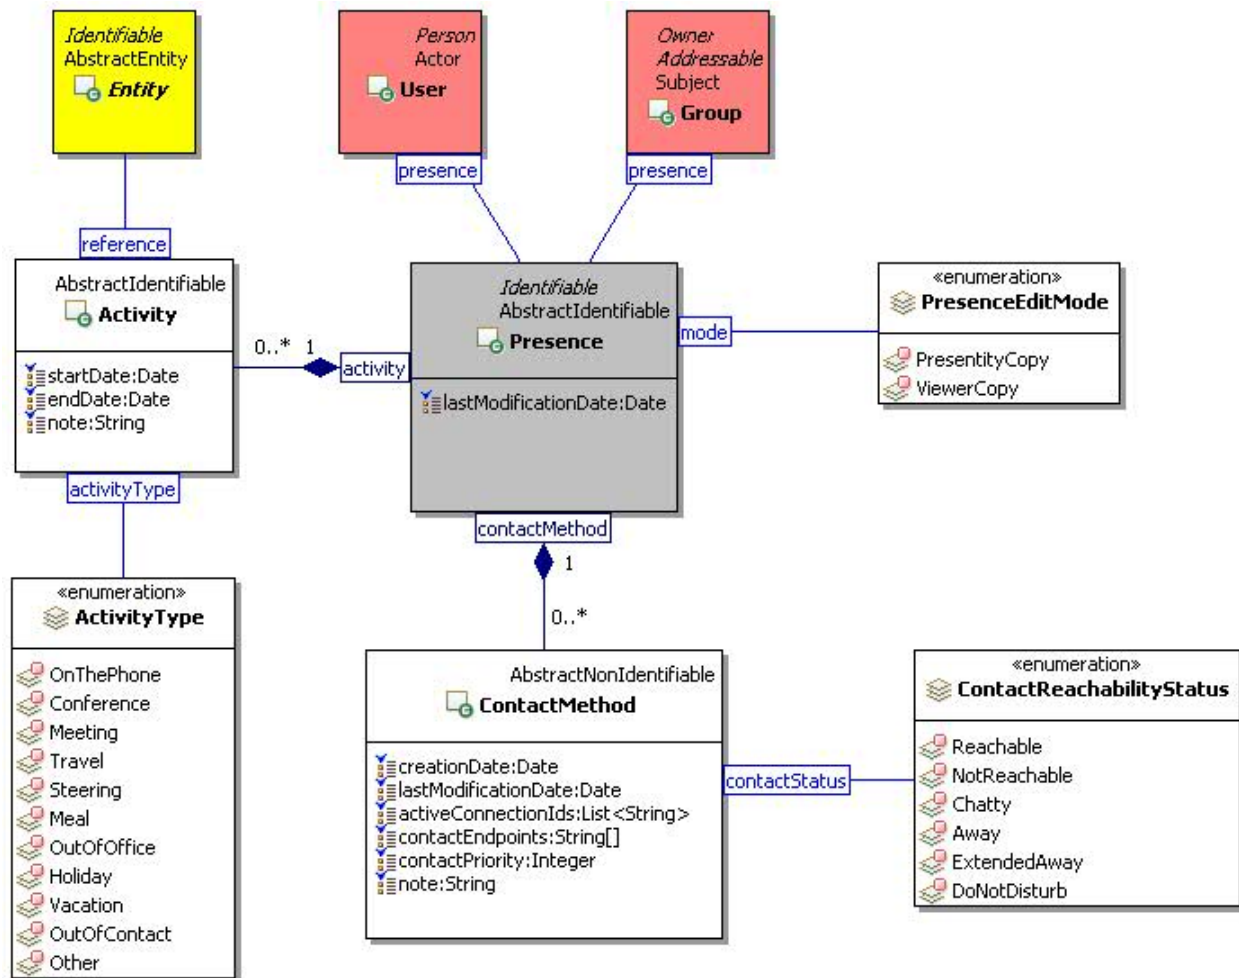 Identifiable
AbstractEntity
Entity
Person
Actor
User
Owner
Addressable
Subject
Group
presence
presence
reference
AbstractIdentifiable
Activity
startDate:Date
endDate:Date
note:String
0..* 1
activity
Identifiable
AbstractIdentifiable
Presence
lastModificationDate:Date
mode
«enumeration»
PresenceEditMode
PresentityCopy
ViewerCopy
activityType
contactMethod
1
0..*
«enumeration»
ActivityType
OnThePhone
Conference
Meeting
Travel
Steering
Meal
OutOfOffice
Holiday
Vacation
OutOfContact
Other
AbstractNonIdentifiable
ContactMethod
creationDate:Date
lastModificationDate:Date
activeConnectionIds:List<String>
contactEndpoints:String[]
contactPriority:Integer
note:String
contactStatus
«enumeration»
ContactReachabilityStatus
Reachable
NotReachable
Chatty
Away
ExtendedAway
DoNotDisturb